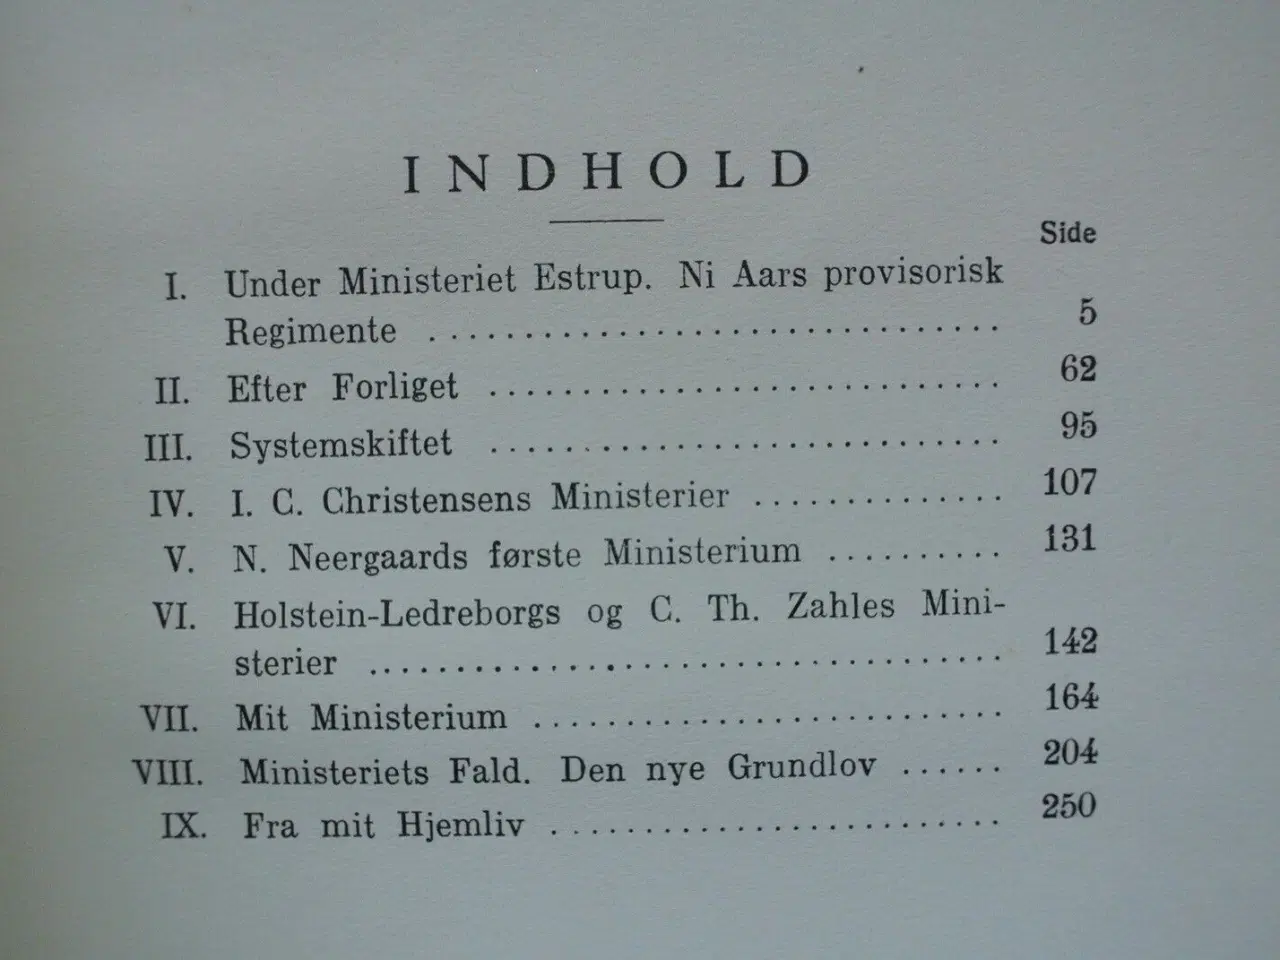 INDHOLD
Side
I. Under Ministeriet Estrup. Ni Aars provisorisk
Regimente ................................ 5
II. Efter Forliget ............................. 62
III. Systemskiftet ............................. 95
IV. I. C. Christensens Ministerier .............. 107
V. N. Neergaards første Ministerium .......... 131
VI. Holstein-Ledreborgs og C. Th. Zahles Mini-
sterier ................................... 142
VII. Mit Ministerium .......................... 164
VIII. Ministeriets Fald. Den nye Grundlov ...... 204
IX. Fra mit Hjemliv ......................... 250